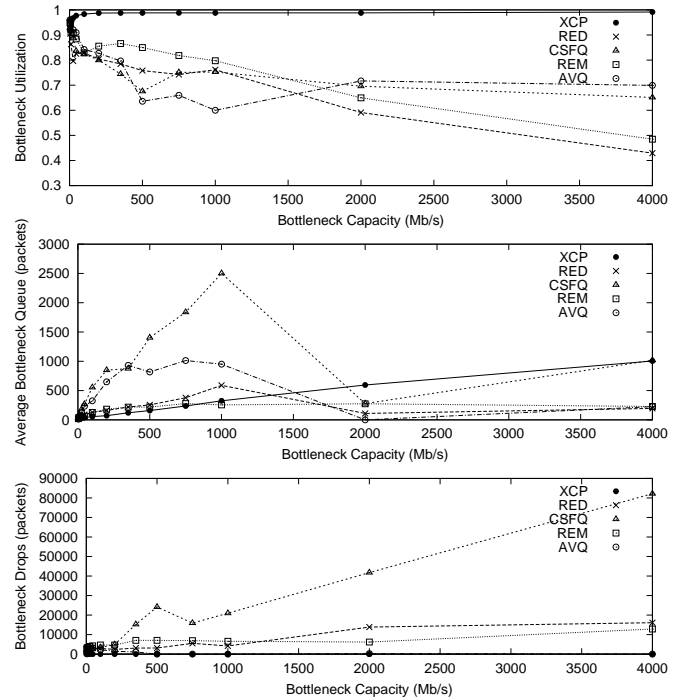 1
0.9
0.8
0.7
0.6
0.5
0.4
0.3
Bottleneck Utilization
0 500 1000 1500 2000 2500 3000 3500 4000
Bottleneck Capacity (Mb/s)
XCP
RED
CSFQ
REM
AVQ
3000
2500
2000
1500
1000
500
0
Average Bottleneck Queue (packets)
0 500 1000 1500 2000 2500 3000 3500 4000
Bottleneck Capacity (Mb/s)
XCP
RED
CSFQ
REM
AVQ
90000
80000
70000
60000
50000
40000
30000
20000
10000
0
Bottleneck Drops (packets)
0 500 1000 1500 2000 2500 3000 3500 4000
Bottleneck Capacity (Mb/s)
XCP
RED
CSFQ
REM
AVQ